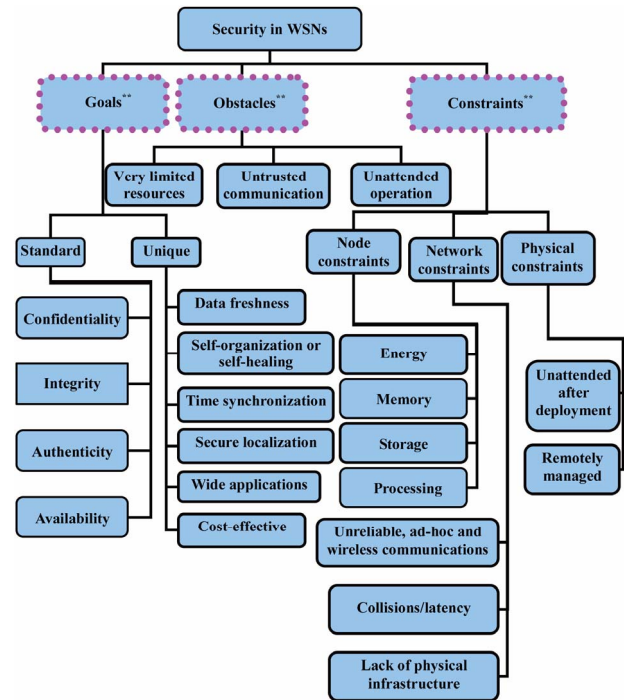 Security in WSNs
Goals**
Obstacles**
Constraints**
Very limited
resources
Untrusted
communication
Unattended
operation
Standard
Unique
Node
constraints
Network
constraints
Physical
constraints
Confidentiality
Integrity
Authenticity
Availability
Data freshness
Self-organization or
self-healing
Time synchronization
Secure localization
Wide applications
Cost-effective
Energy
Memory
Storage
Processing
Unreliable, ad-hoc and
wireless communications
Collisions/latency
Lack of physical
infrastructure
Unattended
after
deployment
Remotely
managed